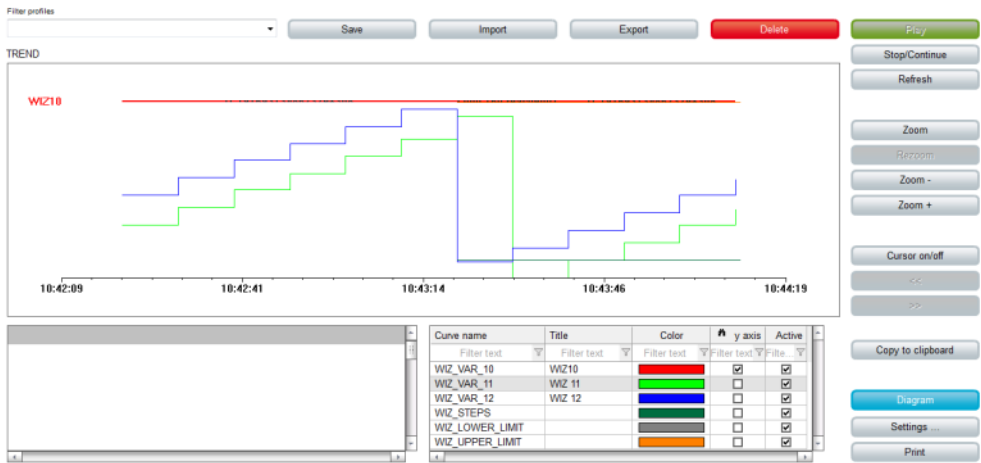 Filter profiles
Save Import Export Delete Play
TREND
Stop/Continue
Refresh
WIZ10
Zoom
Rezoom
Zoom -
Zoom +
Cursor on/off
<<
>>
10:42:09 10:42:41 10:43:14 10:43:46 10:44:19
Curve name Title Color y axis Active
Filter text Filter text Filter text Filter text Filte...
WIZ_VAR_10 WIZ10
WIZ_VAR_11 WIZ 11
WIZ_VAR_12 WIZ 12
WIZ_STEPS
WIZ_LOWER_LIMIT
WIZ_UPPER_LIMIT
Copy to clipboard
Diagram
Settings ...
Print